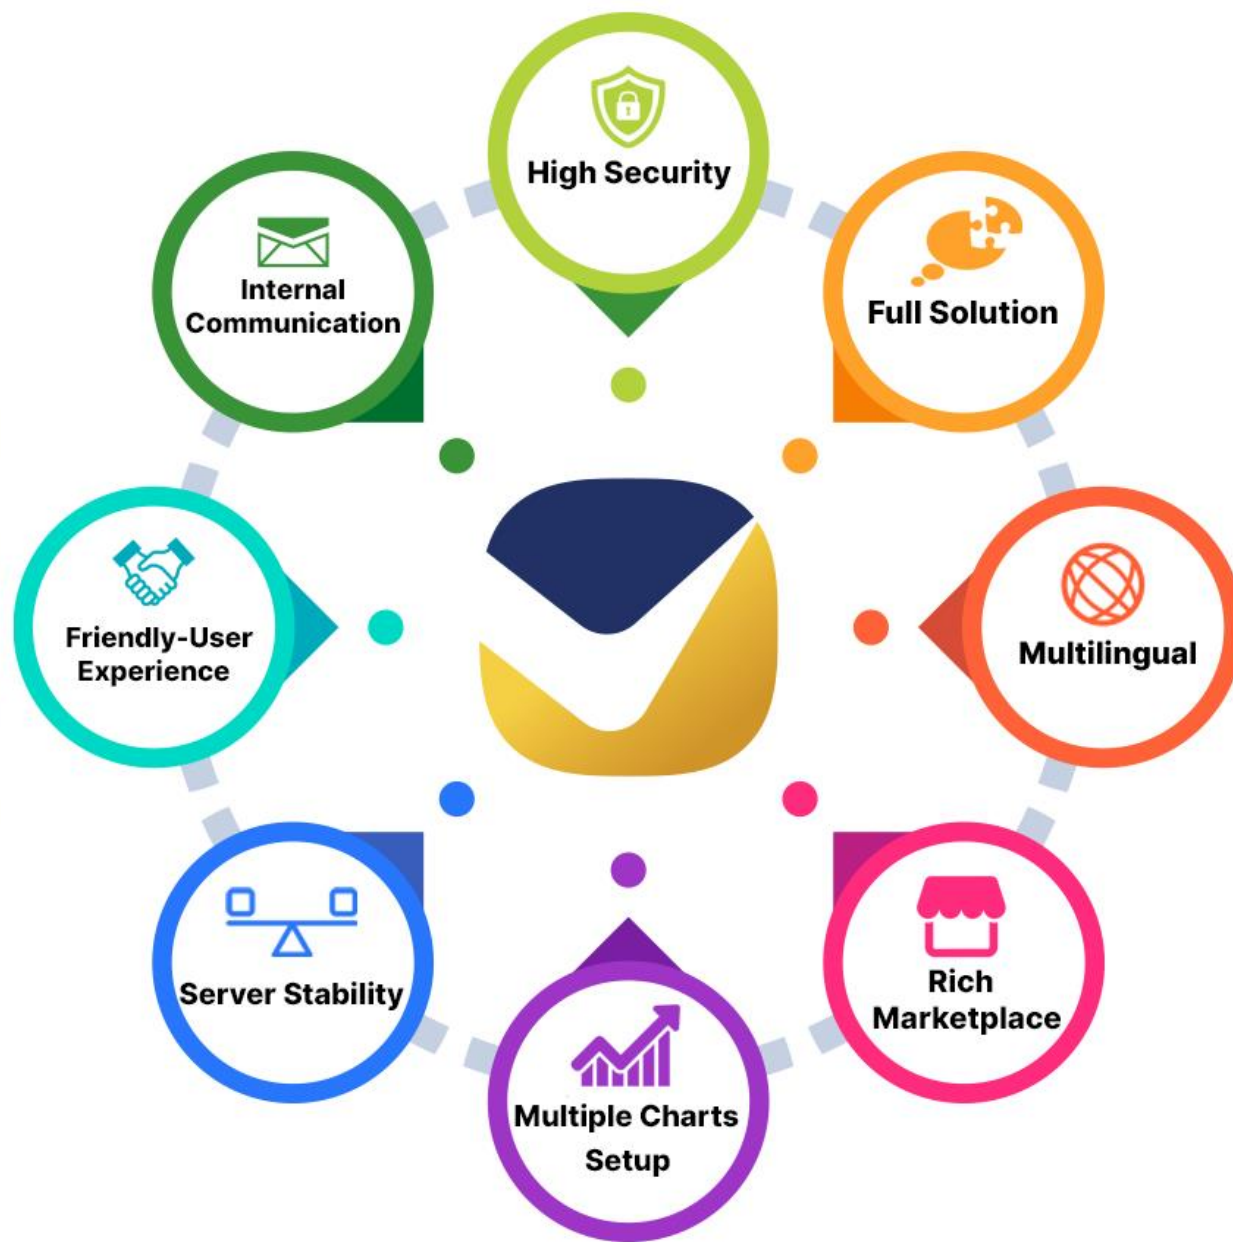 High Security
Full Solution
Multilingual
Rich
Marketplace
Multiple Charts
Setup
Server Stability
Friendly-User
Experience
Internal
Communication